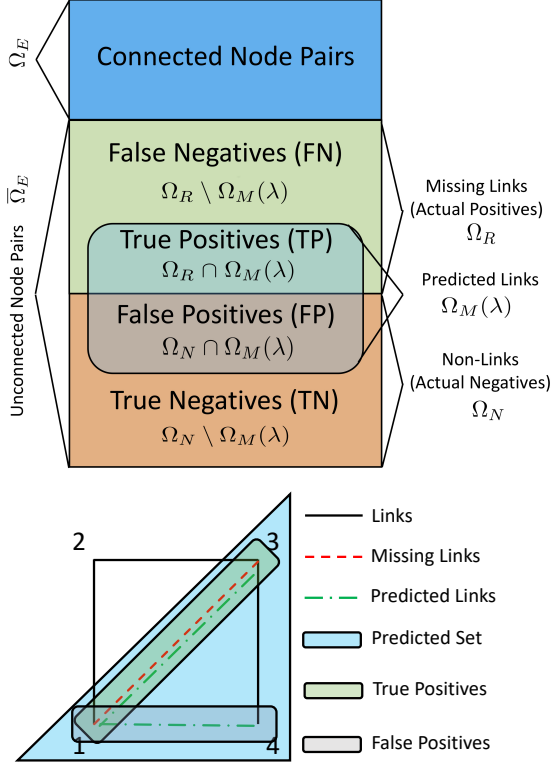 Ω_E
Connected Node Pairs
Unconnected Node Pairs Ω̅_E
False Negatives (FN)
Ω_R \ Ω_M(λ)
True Positives (TP)
Ω_R ∩ Ω_M(λ)
False Positives (FP)
Ω_N ∩ Ω_M(λ)
True Negatives (TN)
Ω_N \ Ω_M(λ)
Missing Links
(Actual Positives)
Ω_R
Predicted Links
Ω_M(λ)
Non-Links
(Actual Negatives)
Ω_N
2
3
1
4
Links
Missing Links
Predicted Links
Predicted Set
True Positives
False Positives